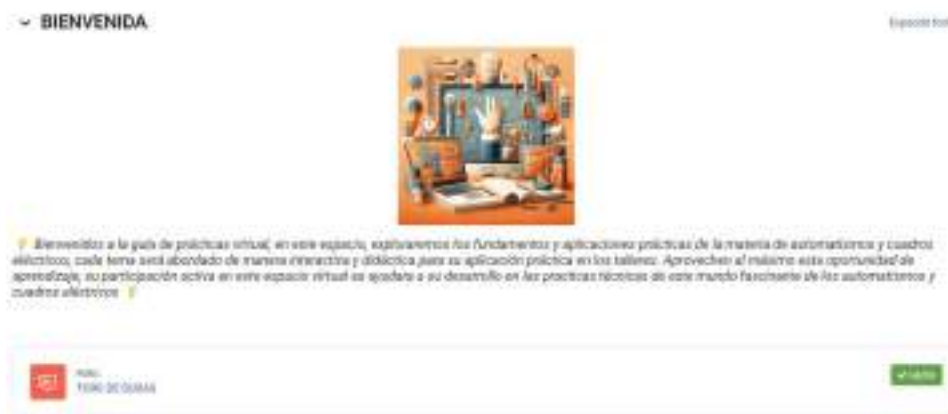 BIENVENIDA
Bienvenidos a la guía de prácticas virtual, en este espacio, exploraremos los fundamentos y aplicaciones prácticas de la materia de automatismos y cuadros
eléctricos, cada tema será abordado de manera interactiva y didáctica para su aplicación práctica en los talleres. Aprovechen al máximo esta oportunidad de
aprendizaje, su participación activa en este espacio virtual es ayudara a su desarrollo en las practicas técnicas de este mundo fascinante de los automatismos y
cuadros eléctricos
FORO DE DUDAS